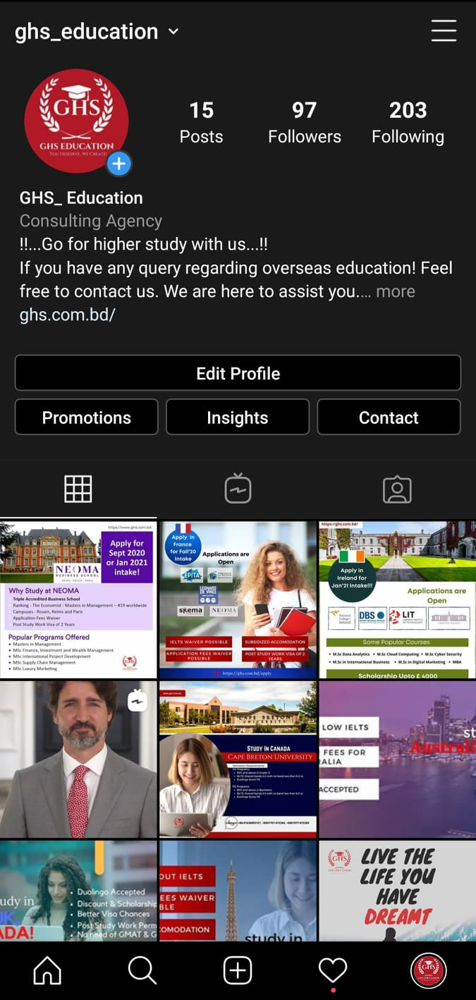 ghs_education
GHS
GHS EDUCATION
YOU DESERVE, WE CREATE!
15
Posts
97
Followers
203
Following
GHS_ Education
Consulting Agency
!!...Go for higher study with us...!!
If you have any query regarding overseas education! Feel
free to contact us. We are here to assist you.... more
ghs.com.bd/
Edit Profile
Promotions
Insights
Contact
https://www.ghs.com.bd
Apply for
Sept 2020
or Jan 2021
intake!
NEOMA
BUSINESS SCHOOL
REIMS - ROUEN - PARIS
Why Study at NEOMA
Triple Accredited Business School
Ranking - The Economist - Masters in Management – #19 worldwide
Campuses - Rouen, Reims and Paris
Application Fees Waiver
Post Study Work Visa of 2 Years
Popular Programs Offered
• Masters in Management
• MSc Finance, Investment and Wealth Management
• MSc International Project Development
• MSc Supply Chain Management
• MSc Luxury Marketing
Apply In
France
for Fall'20
Intake
Applications are
Open
EPITA
LÉONARD
DE VINCI
skema
NEOMA
IELTS WAIVER POSSIBLE
SUBSIDIZED ACCOMODATION
APPLICATION FEES WAIVER
POSSIBLE
POST STUDY WORK VISA OF 2
YEARS
https://ghs.com.bd/apply
https://ghs.com.bd/
Apply in
Ireland for
Jan'21 Intake!!!
Applications are
Open
National
College
Ireland
DBS
LIT
Some Popular Courses
• M.Sc Data Analytics • M.Sc Cloud Computing • M.Sc Cyber Security
• M.Sc in International Business • M.Sc in Digital Marketing • MBA
Scholarship Upto £ 4000
STUDY IN CANADA
CAPE BRETON UNIVERSITY
LOW IELTS
FEES FOR
ALIA
ACCEPTED
st
Australi
udy in
UK,
ADA!
• Duolingo Accepted
• Discount & Scholarship
• Better Visa Chances
• Post Study Work Perm
• No need of GMAT & G
OUT IELTS
EES WAIVER
BLE
OMODATION
study in
GHS
LIVE THE
LIFE YOU
HAVE
DREAMT
GHS